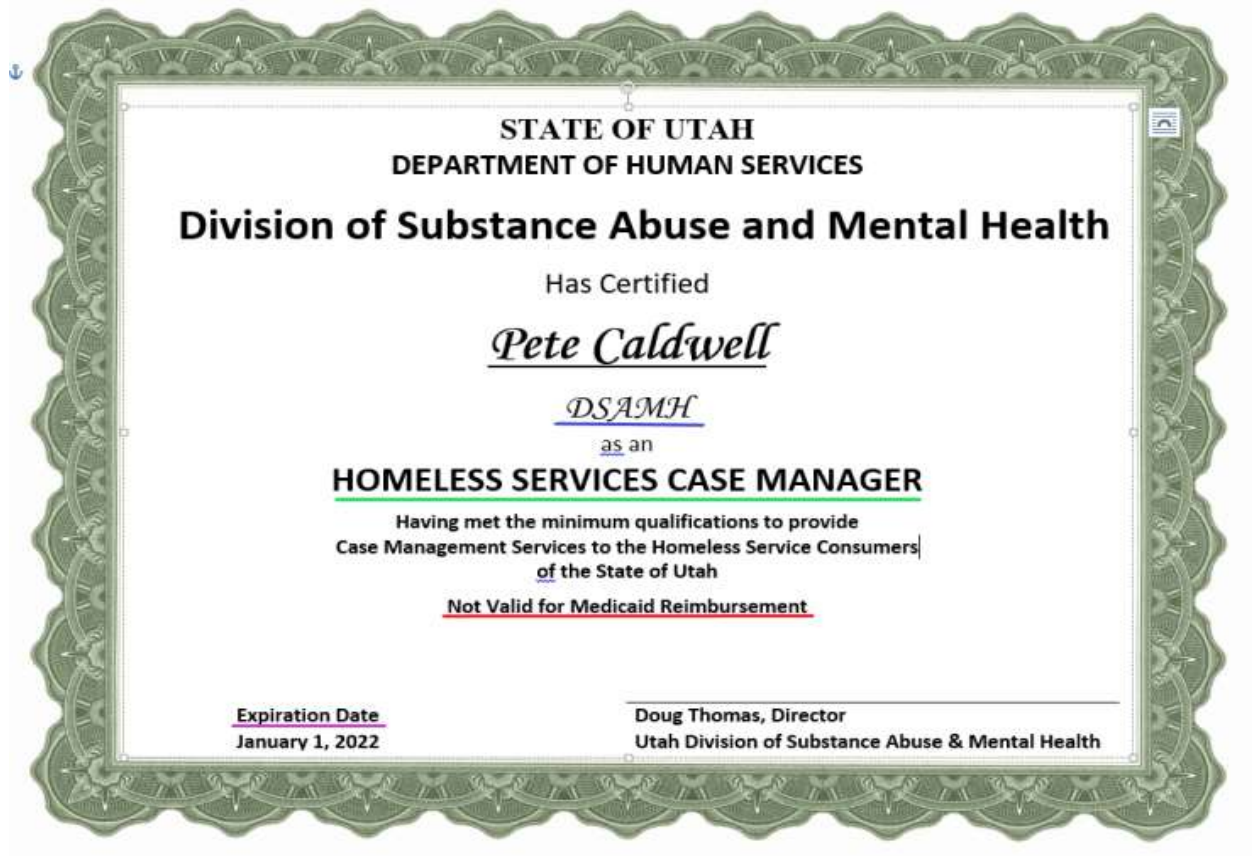 STATE OF UTAH
DEPARTMENT OF HUMAN SERVICES
Division of Substance Abuse and Mental Health
Has Certified
Pete Caldwell
DSAMH
as an
HOMELESS SERVICES CASE MANAGER
Having met the minimum qualifications to provide
Case Management Services to the Homeless Service Consumers
of the State of Utah
Not Valid for Medicaid Reimbursement
Expiration Date
January 1, 2022
Doug Thomas, Director
Utah Division of Substance Abuse & Mental Health